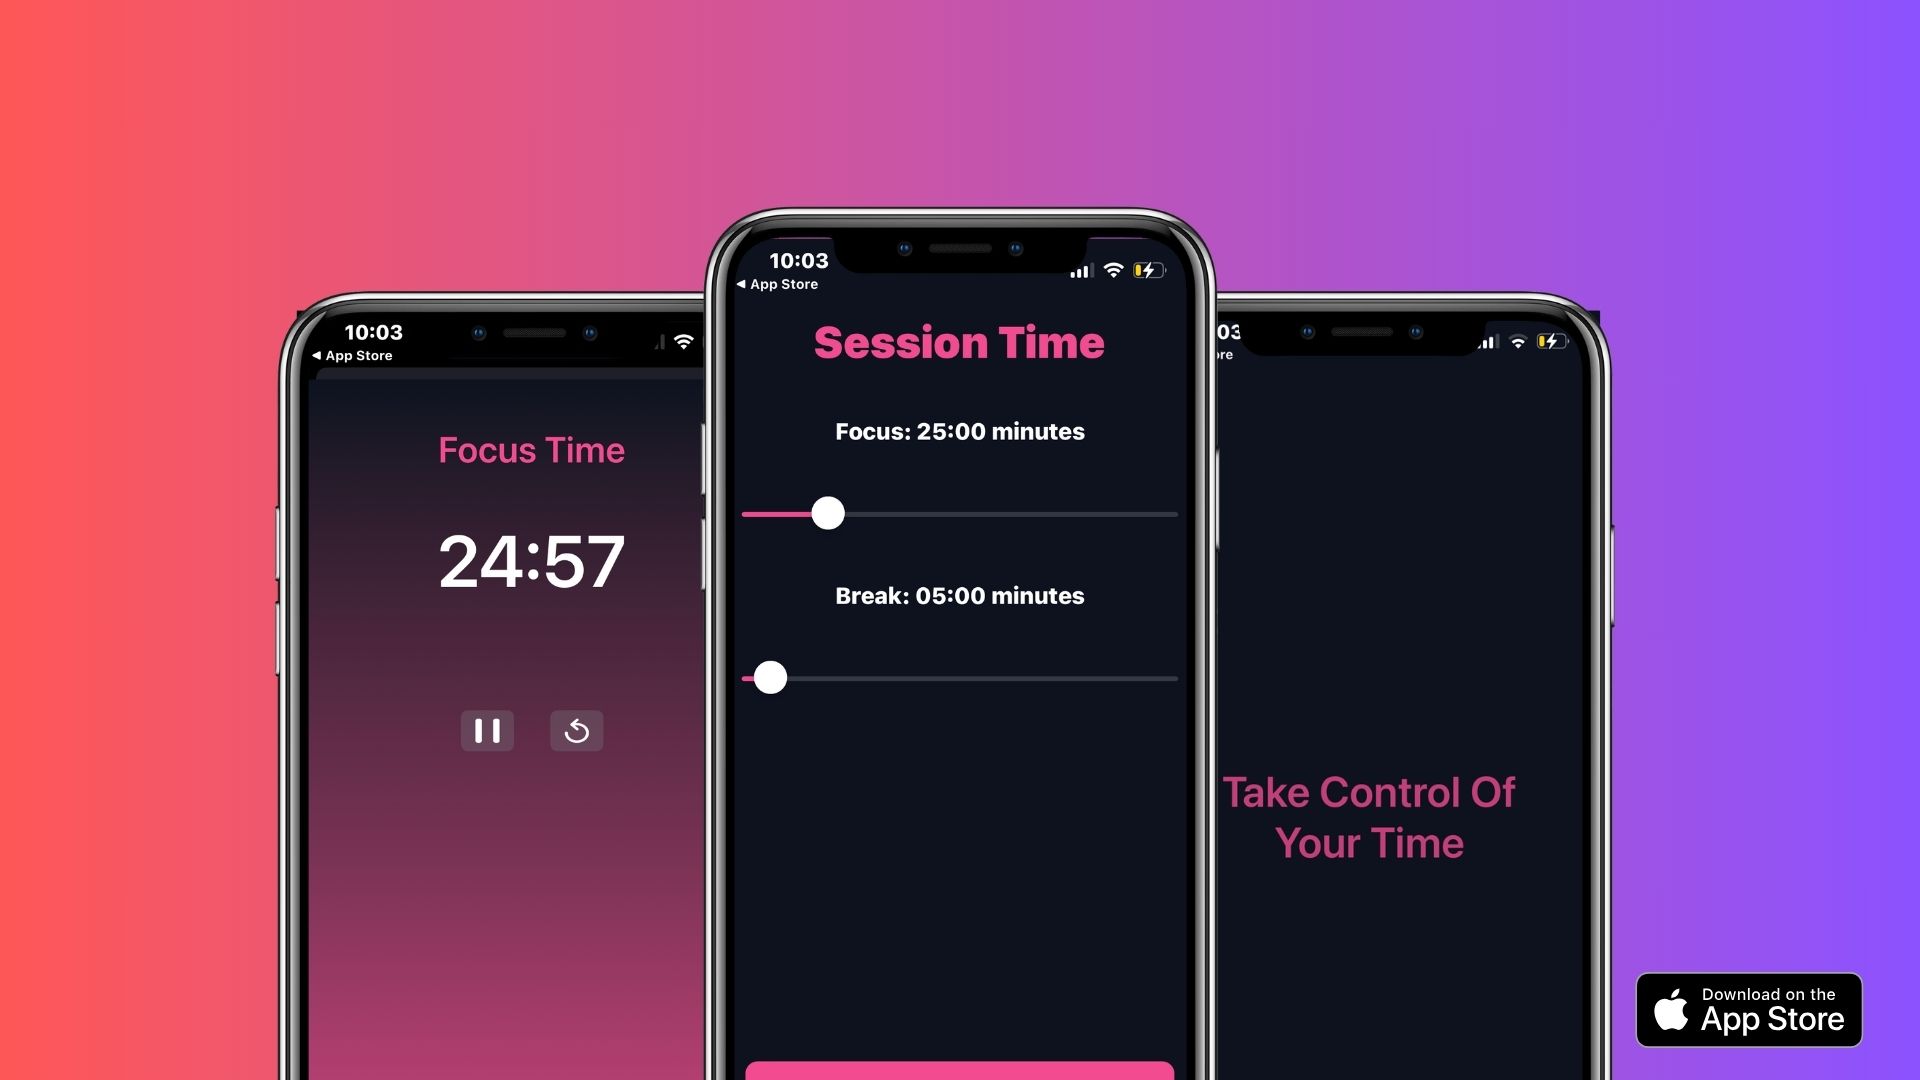 10:03
App Store
Focus Time
24:57
10:03
App Store
Session Time
Focus: 25:00 minutes
Break: 05:00 minutes
03
re
Take Control Of
Your Time
Download on the
App Store